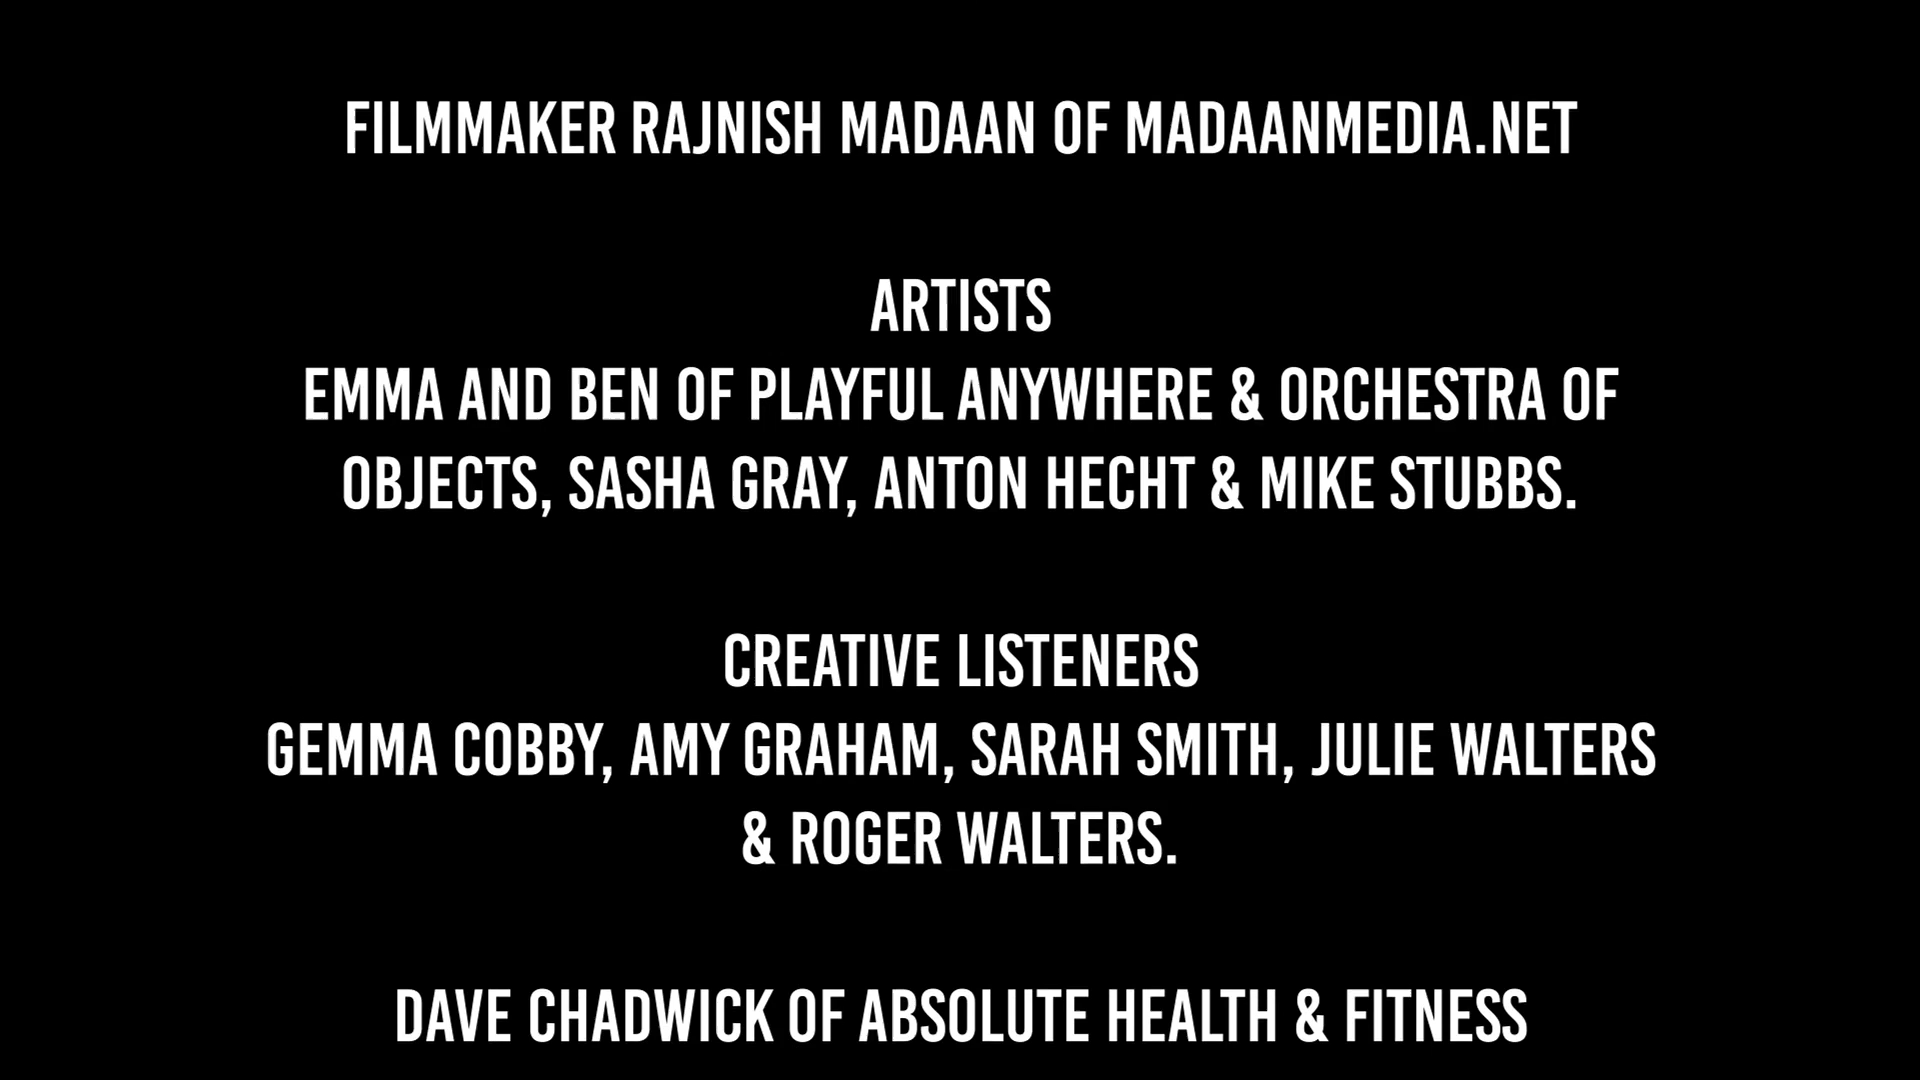 FILMMAKER RAJNISH MADAAN OF MADAANMEDIA.NET
ARTISTS
EMMA AND BEN OF PLAYFUL ANYWHERE & ORCHESTRA OF
OBJECTS, SASHA GRAY, ANTON HECHT & MIKE STUBBS.
CREATIVE LISTENERS
GEMMA COBBY, AMY GRAHAM, SARAH SMITH, JULIE WALTERS
& ROGER WALTERS.
DAVE CHADWICK OF ABSOLUTE HEALTH & FITNESS